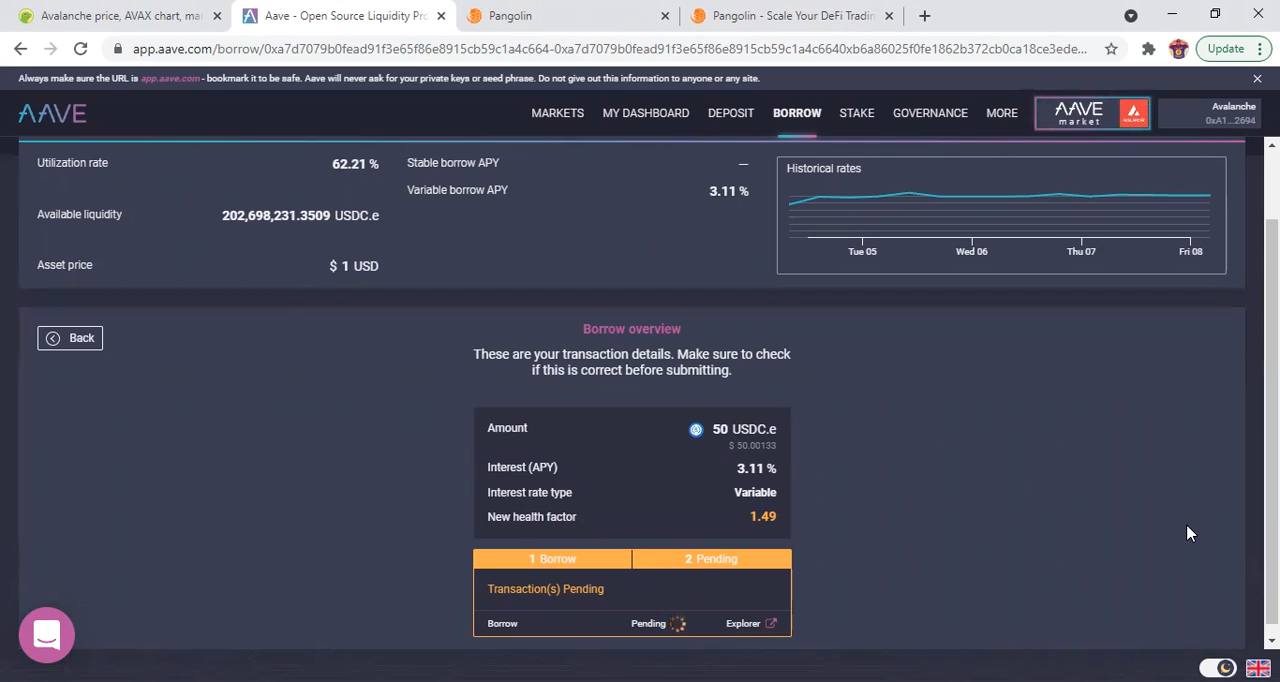 Avalanche price, AVAX chart, ma
Aave - Open Source Liquidity Pro
Pangolin
Pangolin - Scale Your DeFi Tradin
app.aave.com/borrow/0xa7d7079b0fead91f3e65f86e8915cb59c1a4c664-0xa7d7079b0fead91f3e65f86e8915cb59c1a4c6640xb6a86025f0fe1862b372cb0ca18ce3ede...
Update
Always make sure the URL is app.aave.com - bookmark it to be safe. Aave will never ask for your private keys or seed phrase. Do not give out this information to anyone or any site.
AAVE
MARKETS
MY DASHBOARD
DEPOSIT
BORROW
STAKE
GOVERNANCE
MORE
AAVE
market
AVALANCHE
Avalanche
0xA1...2694
Utilization rate
62.21 %
Available liquidity
202,698,231.3509 USDC.e
Asset price
$ 1 USD
Stable borrow APY
—
Variable borrow APY
3.11 %
Historical rates
Tue 05
Wed 06
Thu 07
Fri 08
Back
Borrow overview
These are your transaction details. Make sure to check
if this is correct before submitting.
Amount
50 USDC.e
$ 50.00133
Interest (APY)
3.11 %
Interest rate type
Variable
New health factor
1.49
1 Borrow
2 Pending
Transaction(s) Pending
Borrow
Pending
Explorer